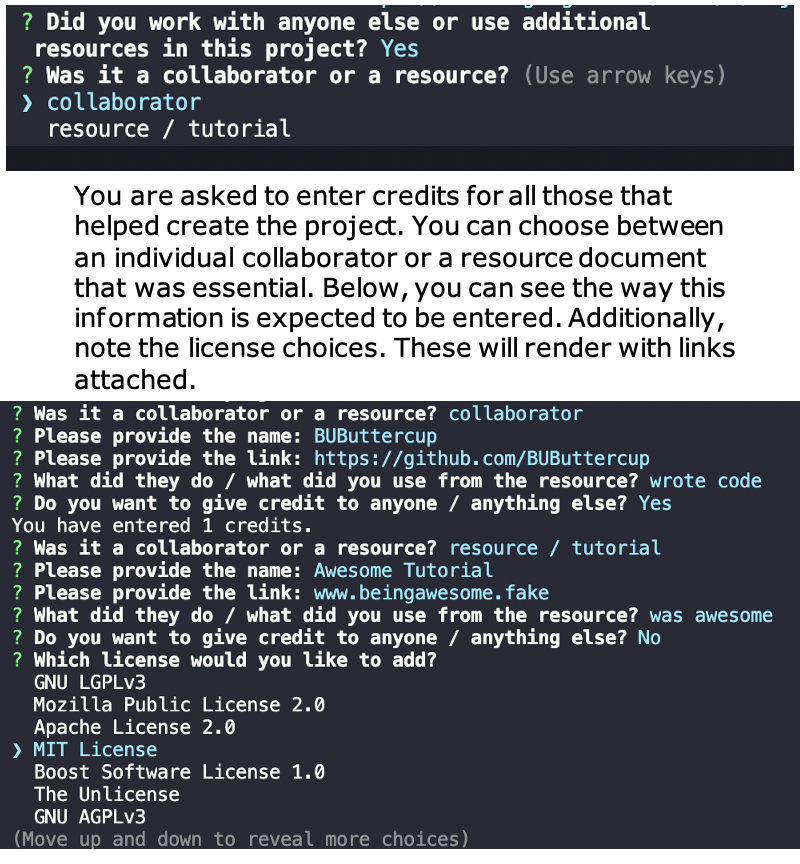 ? Did you work with anyone else or use additional
resources in this project? Yes
? Was it a collaborator or a resource? (Use arrow keys)
❯ collaborator
resource / tutorial
You are asked to enter credits for all those that
helped create the project. You can choose between
an individual collaborator or a resource document
that was essential. Below, you can see the way this
information is expected to be entered. Additionally,
note the license choices. These will render with links
attached.
? Was it a collaborator or a resource? collaborator
? Please provide the name: BUButtercup
? Please provide the link: https://github.com/BUButtercup
? What did they do / what did you use from the resource? wrote code
? Do you want to give credit to anyone / anything else? Yes
You have entered 1 credits.
? Was it a collaborator or a resource? resource / tutorial
? Please provide the name: Awesome Tutorial
? Please provide the link: www.beingawesome.fake
? What did they do / what did you use from the resource? was awesome
? Do you want to give credit to anyone / anything else? No
? Which license would you like to add?
GNU LGPLv3
Mozilla Public License 2.0
Apache License 2.0
❯ MIT License
Boost Software License 1.0
The Unlicense
GNU AGPLv3
(Move up and down to reveal more choices)